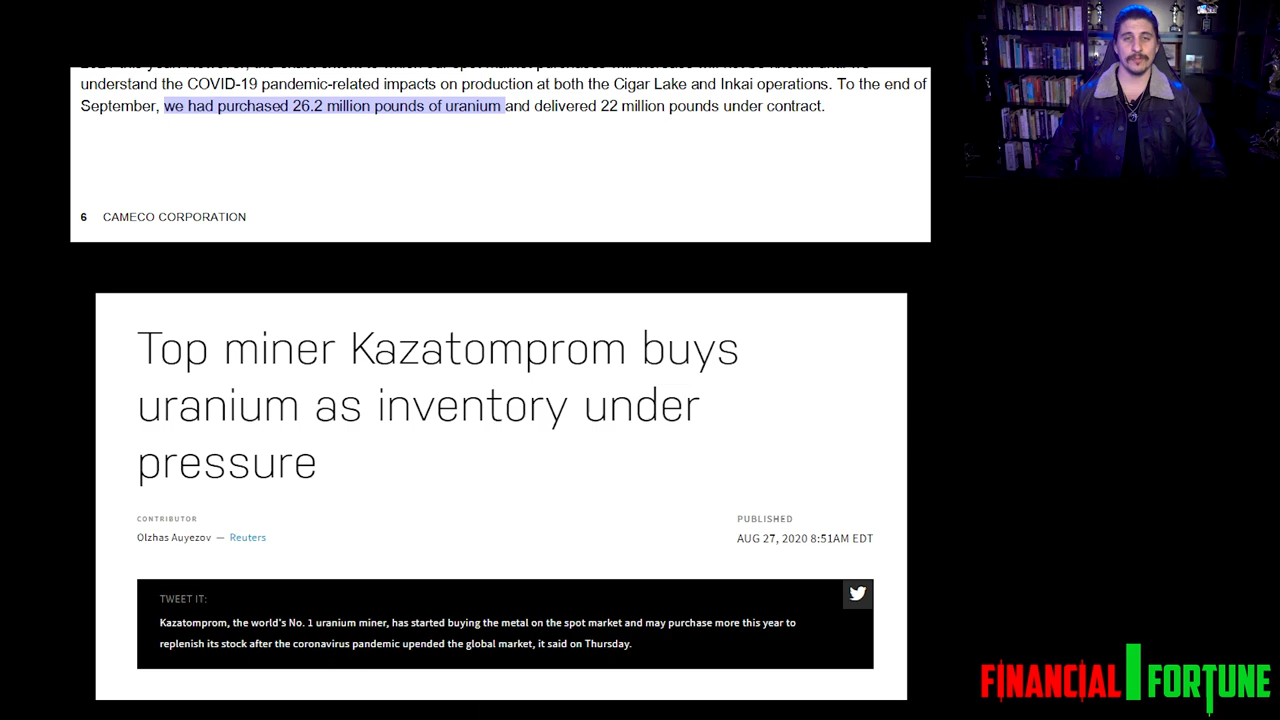 understand the COVID-19 pandemic-related impacts on production at both the Cigar Lake and Inkai operations. To the end of
September, we had purchased 26.2 million pounds of uranium and delivered 22 million pounds under contract.
6 CAMECO CORPORATION
Top miner Kazatomprom buys
uranium as inventory under
pressure
CONTRIBUTOR
Olzhas Auyezov — Reuters
PUBLISHED
AUG 27, 2020 8:51AM EDT
TWEET IT:
Kazatomprom, the world's No. 1 uranium miner, has started buying the metal on the spot market and may purchase more this year to
replenish its stock after the coronavirus pandemic upended the global market, it said on Thursday.
FINANCIAL FORTUNE